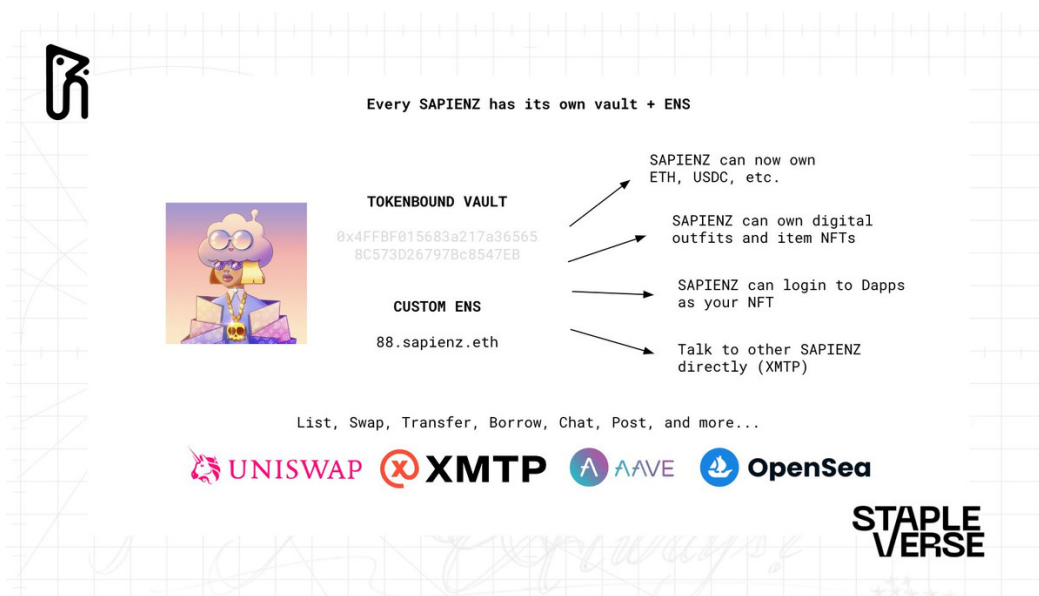 Every SAPIENZ has its own vault + ENS
TOKENBOUND VAULT
0x4FFBF015683a217a36565
8C573D26797Bc8547EB
CUSTOM ENS
88.sapienz.eth
SAPIENZ can now own
ETH, USDC, etc.
SAPIENZ can own digital
outfits and item NFTs
SAPIENZ can login to Dapps
as your NFT
Talk to other SAPIENZ
directly (XMTP)
List, Swap, Transfer, Borrow, Chat, Post, and more...
UNISWAP
XMTP
AAVE
OpenSea
STAPLE
VERSE